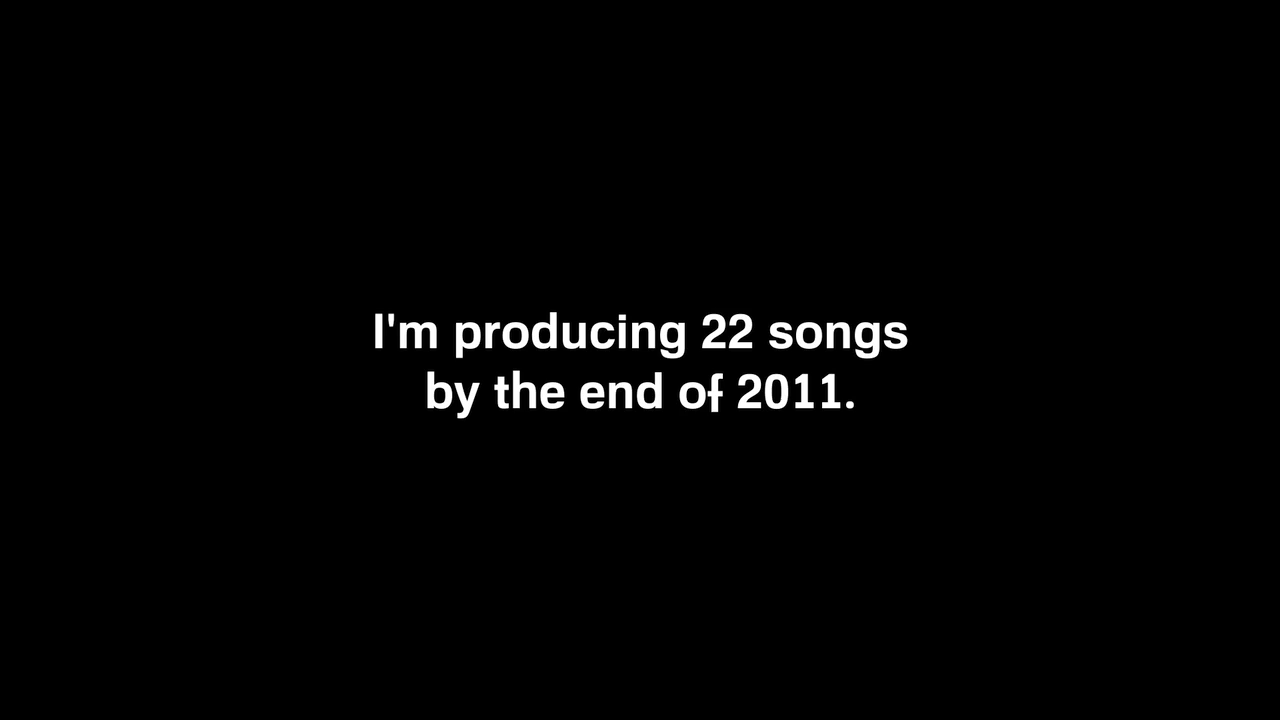 I'm producing 22 songs
by the end of 2011.